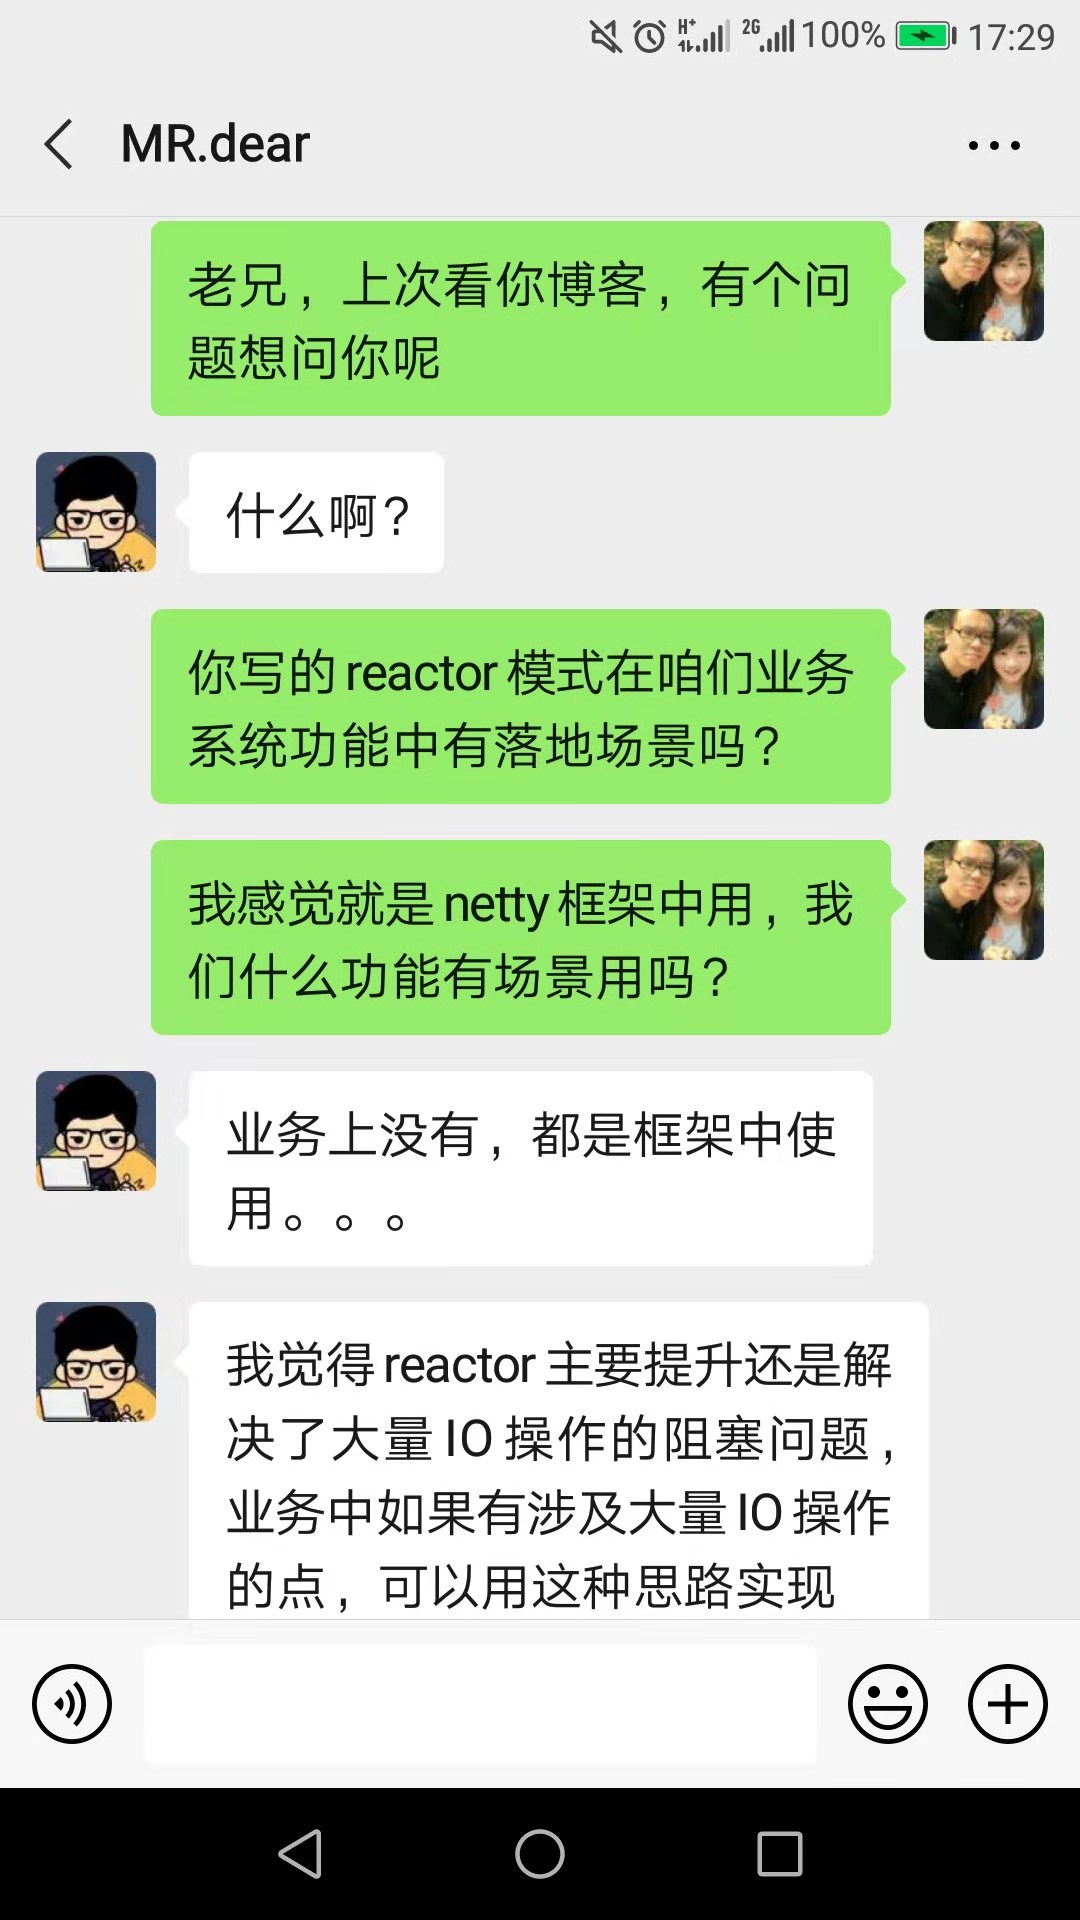 H+ 2G 100% 17:29
MR.dear
老兄，上次看你博客，有个问
题想问你呢
什么啊？
你写的reactor模式在咱们业务
系统功能中有落地场景吗？
我感觉就是netty框架中用，我
们什么功能有场景用吗？
业务上没有，都是框架中使
用。。。
我觉得reactor主要提升还是解
决了大量IO操作的阻塞问题，
业务中如果有涉及大量IO操作
的点，可以用这种思路实现